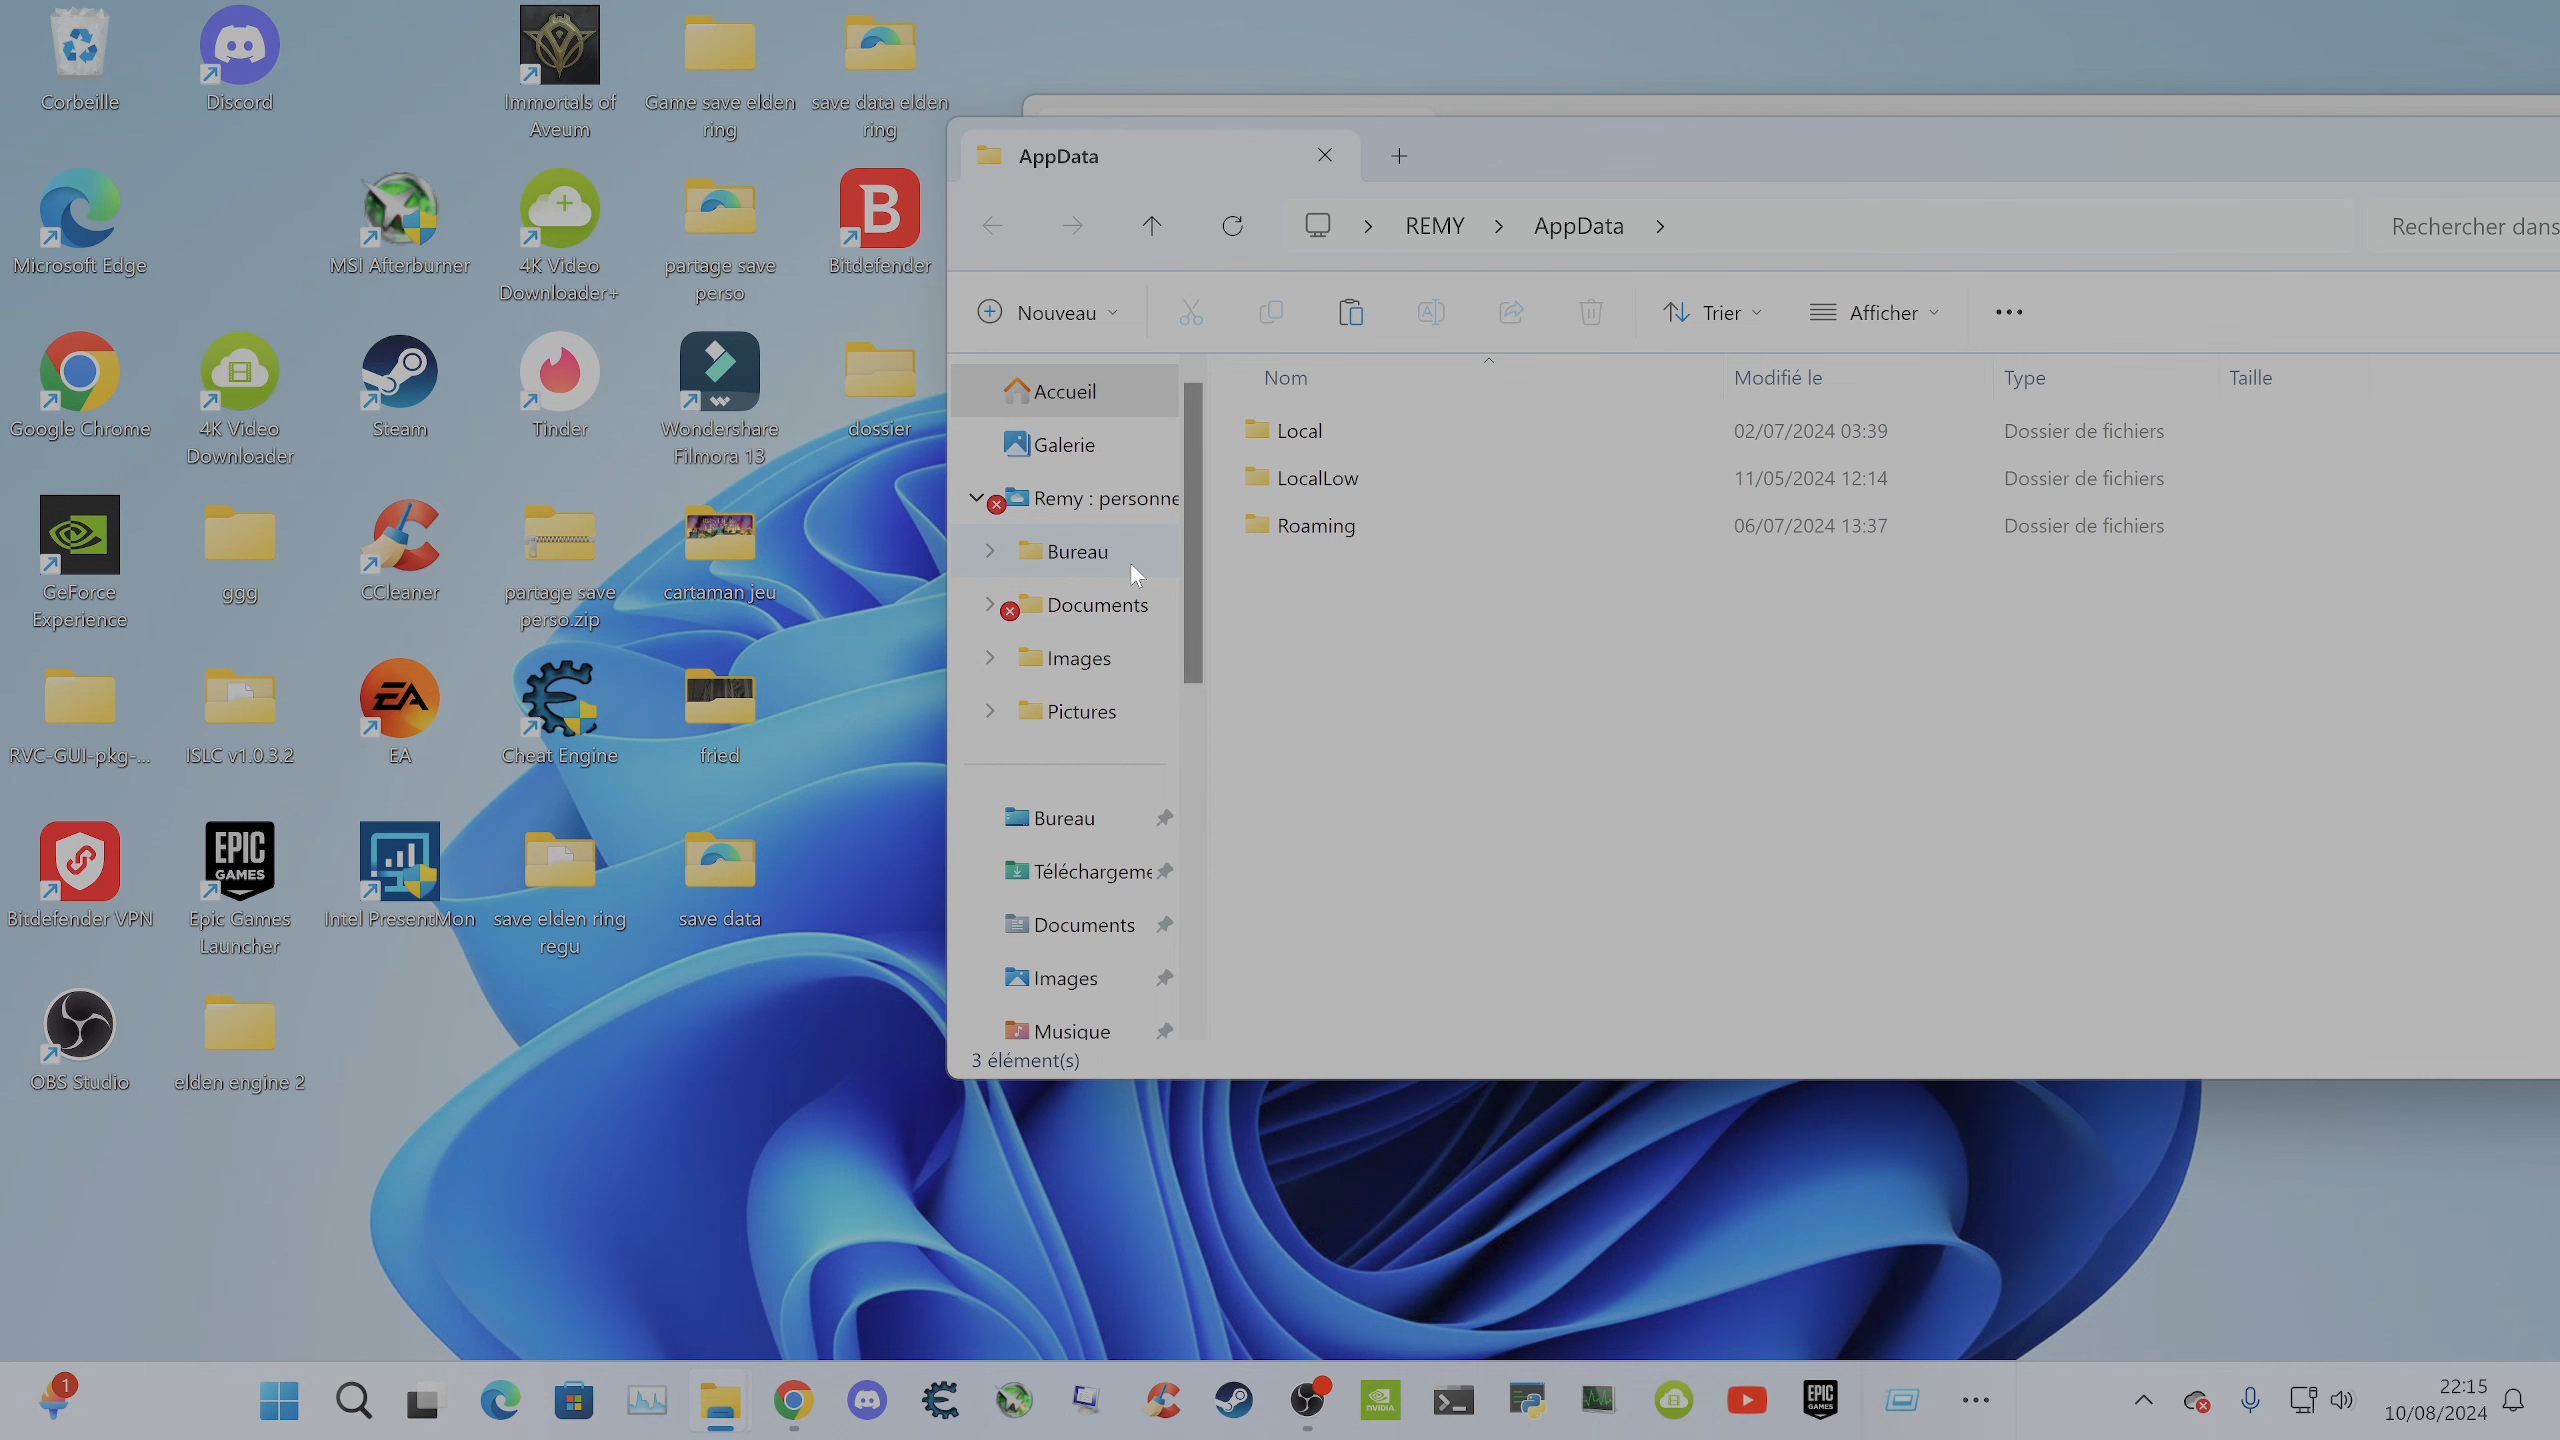 Corbeille
Discord
Immortals of
Aveum
Game save elden
ring
save data elden
ring
Microsoft Edge
MSI Afterburner
4K Video
Downloader+
partage save
perso
B
Bitdefender
Google Chrome
4K Video
Downloader
Steam
Tinder
Wondershare
Filmora 13
dossier
GeForce
Experience
ggg
CCleaner
partage save
perso.zip
cartaman jeu
RVC-GUI-pkg-...
ISLC v1.0.3.2
EA
EA
Cheat Engine
fried
Bitdefender VPN
EPIC
GAMES
Epic Games
Launcher
Intel PresentMon
save elden ring
regu
save data
OBS Studio
elden engine 2
AppData
REMY
AppData
Rechercher dans
Nouveau
Trier
Afficher
Accueil
Galerie
Remy : personne
Bureau
Documents
Images
Pictures
Bureau
Téléchargeme
Documents
Images
Musique
Nom
Modifié le
Type
Taille
Local
02/07/2024 03:39
Dossier de fichiers
LocalLow
11/05/2024 12:14
Dossier de fichiers
Roaming
06/07/2024 13:37
Dossier de fichiers
3 élément(s)
1
NVIDIA
EPIC
GAMES
22:15
10/08/2024